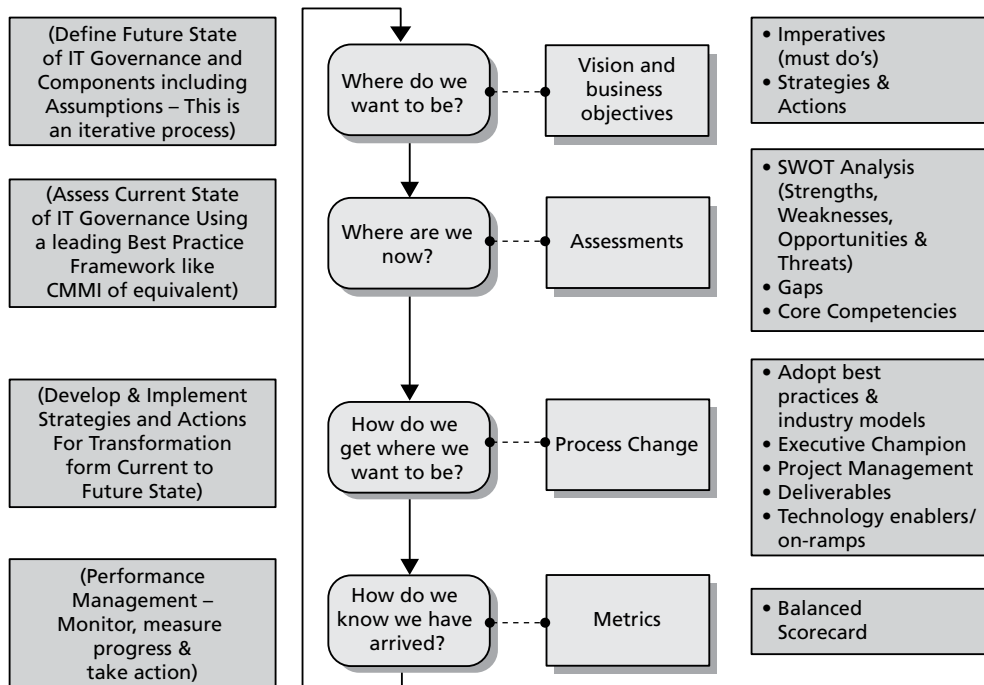 (Define Future State
of IT Governance and
Components including
Assumptions – This is
an iterative process)
Where do we
want to be?
Vision and
business
objectives
• Imperatives
(must do's)
• Strategies &
Actions
(Assess Current State
of IT Governance Using
a leading Best Practice
Framework like
CMMI of equivalent)
Where are we
now?
Assessments
• SWOT Analysis
(Strengths,
Weaknesses,
Opportunities &
Threats)
• Gaps
• Core Competencies
(Develop & Implement
Strategies and Actions
For Transformation
form Current to
Future State)
How do we
get where we
want to be?
Process Change
• Adopt best
practices &
industry models
• Executive Champion
• Project Management
• Deliverables
• Technology enablers/
on-ramps
(Performance
Management –
Monitor, measure
progress &
take action)
How do we
know we have
arrived?
Metrics
• Balanced
Scorecard